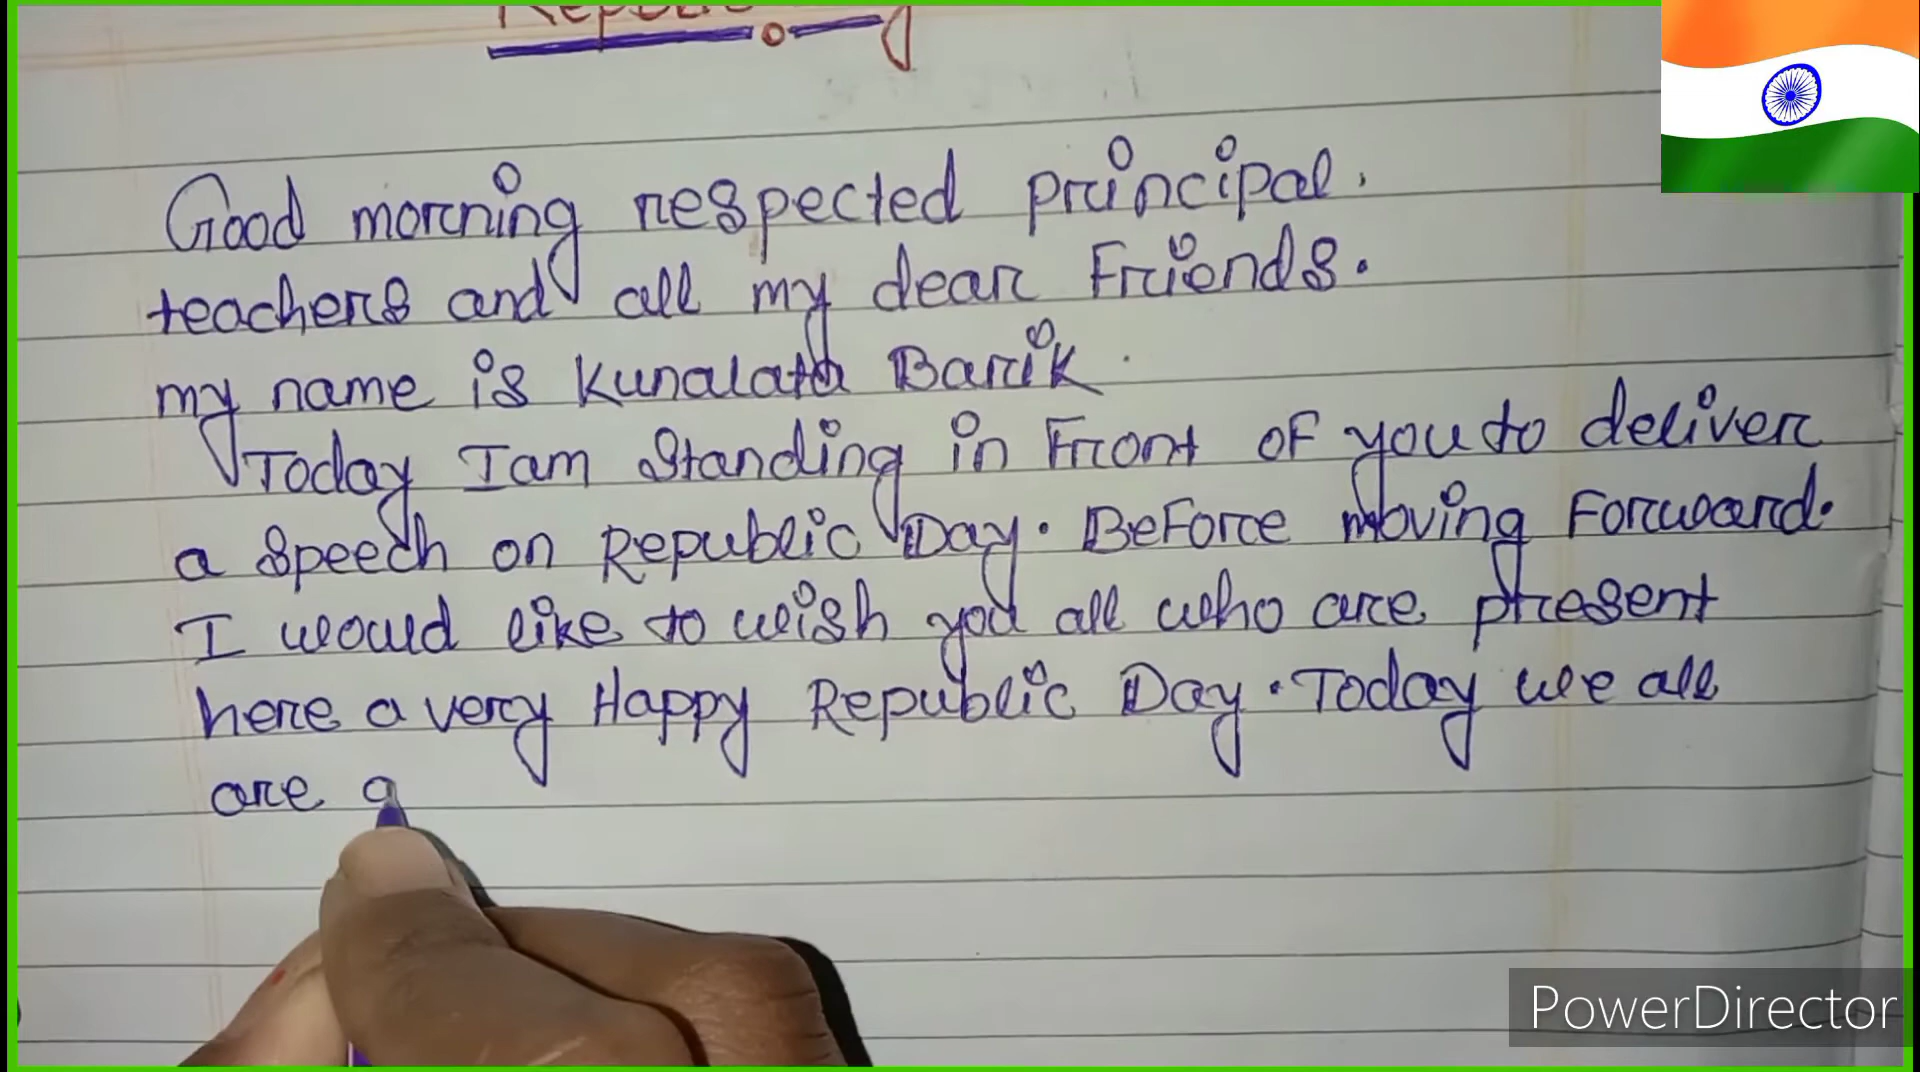 Good morning respected principal,
teachers and all my dear Friends.
my name is Kunalata Barik.
Today I am Standing in Front of you to deliver
a speech on Republic Day. Before moving Forward.
I would like to wish you all who are present
here a very Happy Republic Day. Today we all
are
PowerDirector